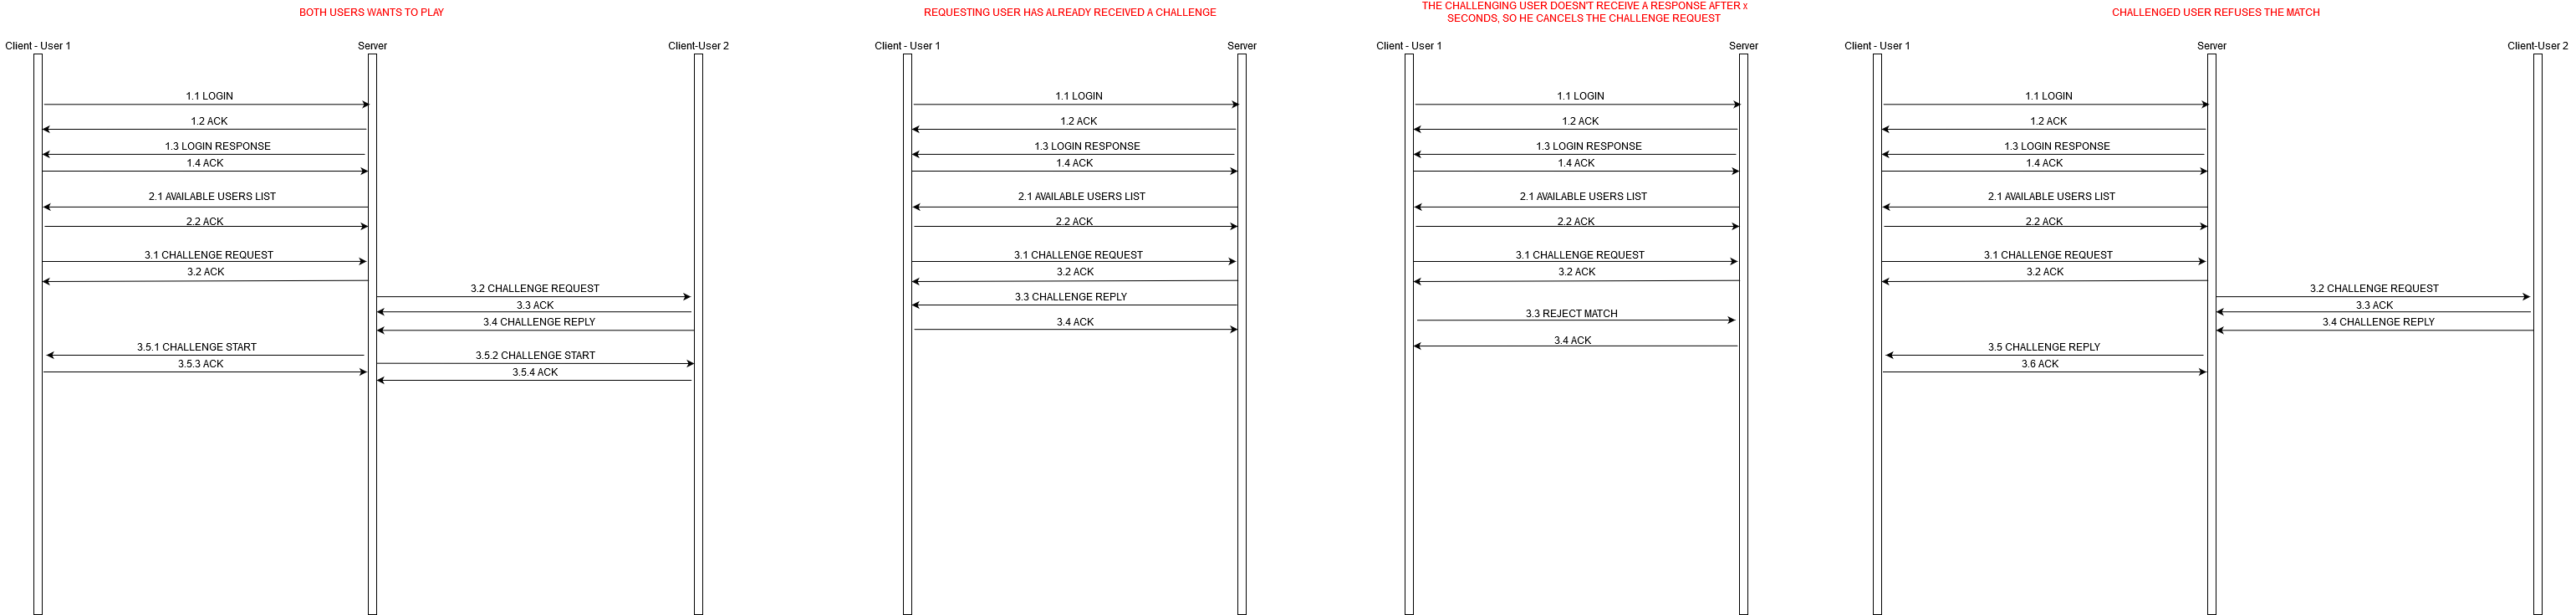 BOTH USERS WANTS TO PLAY
Client - User 1
Server
Client-User 2
1.1 LOGIN
1.2 ACK
1.3 LOGIN RESPONSE
1.4 ACK
2.1 AVAILABLE USERS LIST
2.2 ACK
3.1 CHALLENGE REQUEST
3.2 ACK
3.2 CHALLENGE REQUEST
3.3 ACK
3.4 CHALLENGE REPLY
3.5.1 CHALLENGE START
3.5.2 CHALLENGE START
3.5.3 ACK
3.5.4 ACK
REQUESTING USER HAS ALREADY RECEIVED A CHALLENGE
Client - User 1
Server
1.1 LOGIN
1.2 ACK
1.3 LOGIN RESPONSE
1.4 ACK
2.1 AVAILABLE USERS LIST
2.2 ACK
3.1 CHALLENGE REQUEST
3.2 ACK
3.3 CHALLENGE REPLY
3.4 ACK
THE CHALLENGING USER DOESN'T RECEIVE A RESPONSE AFTER x
SECONDS, SO HE CANCELS THE CHALLENGE REQUEST
Client - User 1
Server
1.1 LOGIN
1.2 ACK
1.3 LOGIN RESPONSE
1.4 ACK
2.1 AVAILABLE USERS LIST
2.2 ACK
3.1 CHALLENGE REQUEST
3.2 ACK
3.3 REJECT MATCH
3.4 ACK
CHALLENGED USER REFUSES THE MATCH
Client - User 1
Server
Client-User 2
1.1 LOGIN
1.2 ACK
1.3 LOGIN RESPONSE
1.4 ACK
2.1 AVAILABLE USERS LIST
2.2 ACK
3.1 CHALLENGE REQUEST
3.2 ACK
3.2 CHALLENGE REQUEST
3.3 ACK
3.4 CHALLENGE REPLY
3.5 CHALLENGE REPLY
3.6 ACK